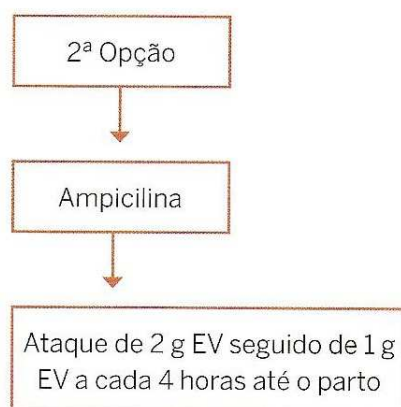 2ª Opção
Ampicilina
Ataque de 2 g EV seguido de 1 g
EV a cada 4 horas até o parto